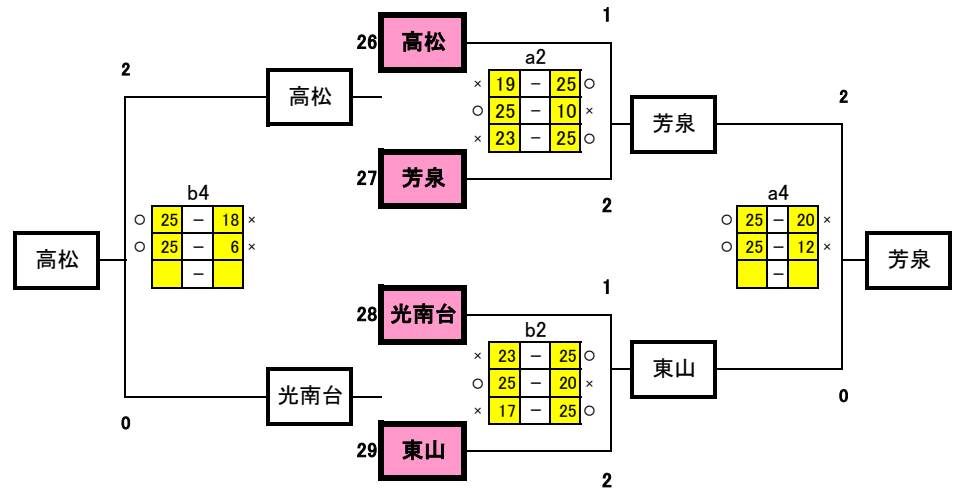 1
26 高松
a2
2
× 19 － 25 ○
高松
○ 25 － 10 ×
芳泉
2
× 23 － 25 ○
27 芳泉
b4
2
a4
○ 25 － 18 ×
○ 25 － 20 ×
○ 25 － 6 ×
○ 25 － 12 ×
高松
－
－
芳泉
1
28 光南台
b2
× 23 － 25 ○
東山
光南台
○ 25 － 20 ×
0
× 17 － 25 ○
0
29 東山
2